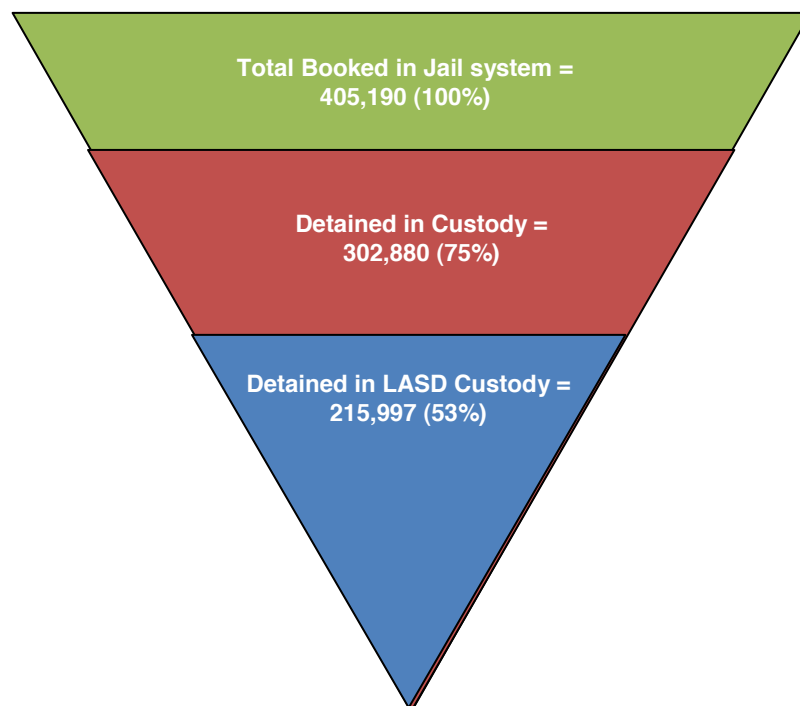 Total Booked in Jail system =
405,190 (100%)
Detained in Custody =
302,880 (75%)
Detained in LASD Custody =
215,997 (53%)